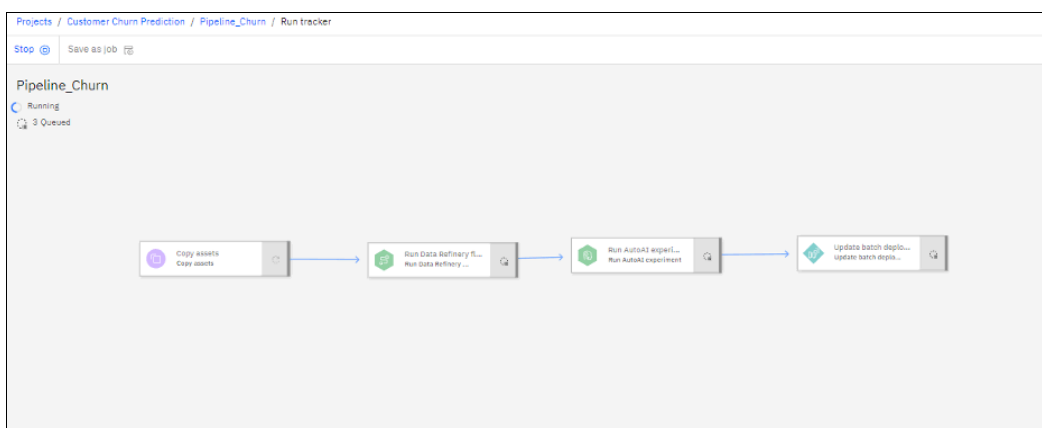 Projects / Customer Churn Prediction / Pipeline_Churn / Run tracker
Stop Save as job
Pipeline_Churn
Running
3 Queued
Copy assets
Copy assets
Run Data Refinery fl...
Run Data Refinery ...
Run AutoAI experi...
Run AutoAI experiment
Update batch deplo...
Update batch deplo...